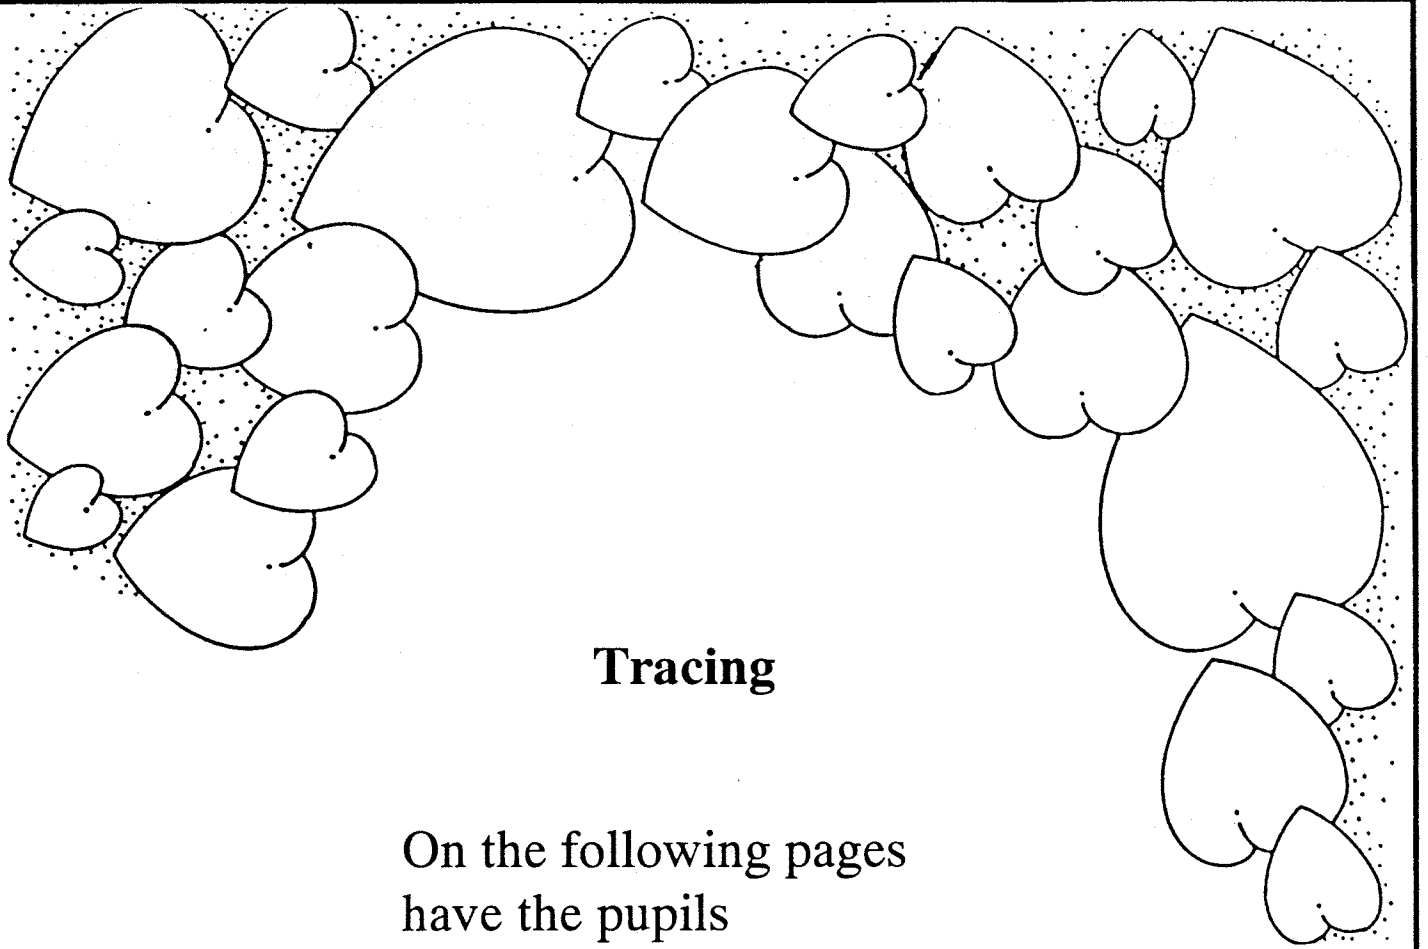 Tracing
On the following pages
have the pupils